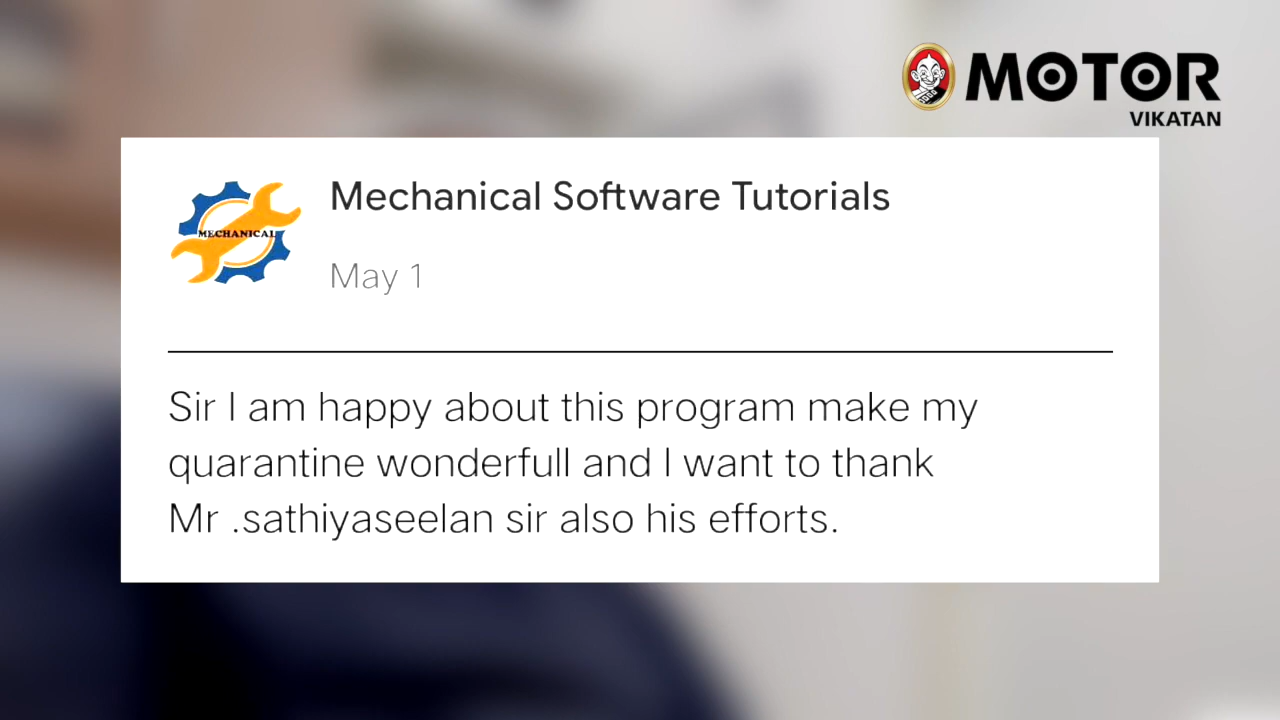 MOTOR
VIKATAN
Mechanical Software Tutorials
MECHANICAL
May 1
Sir I am happy about this program make my
quarantine wonderfull and I want to thank
Mr .sathiyaseelan sir also his efforts.